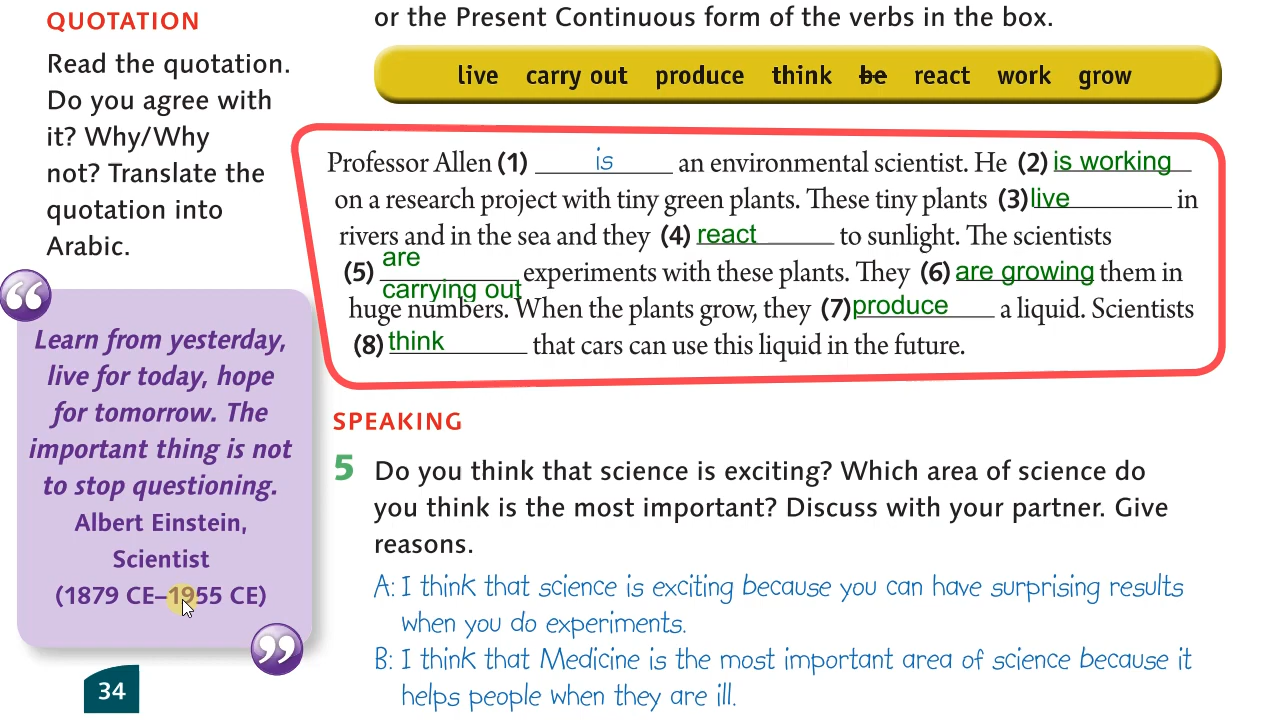 QUOTATION
Read the quotation.
Do you agree with
it? Why/Why
not? Translate the
quotation into
Arabic.
Learn from yesterday,
live for today, hope
for tomorrow. The
important thing is not
to stop questioning.
Albert Einstein,
Scientist
(1879 CE–1955 CE)
34
or the Present Continuous form of the verbs in the box.
live carry out produce think be react work grow
Professor Allen (1) is an environmental scientist. He (2) is working
on a research project with tiny green plants. These tiny plants (3) live in
rivers and in the sea and they (4) react to sunlight. The scientists
(5) are carrying out experiments with these plants. They (6) are growing them in
huge numbers. When the plants grow, they (7) produce a liquid. Scientists
(8) think that cars can use this liquid in the future.
SPEAKING
5 Do you think that science is exciting? Which area of science do
you think is the most important? Discuss with your partner. Give
reasons.
A: I think that science is exciting because you can have surprising results
when you do experiments.
B: I think that Medicine is the most important area of science because it
helps people when they are ill.